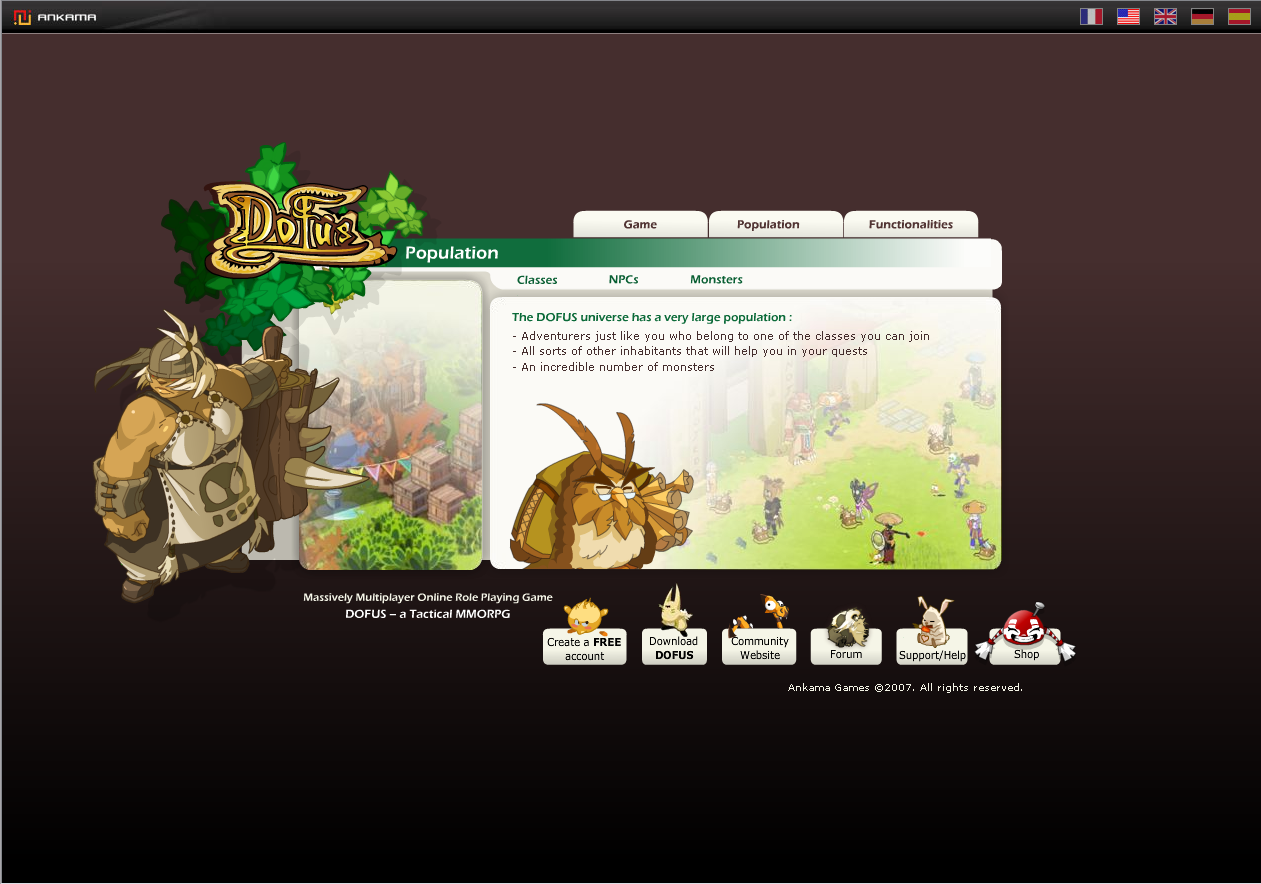 ANKAMA
Dofus
Game Population Functionalities
Population
Classes NPCs Monsters
The DOFUS universe has a very large population :
- Adventurers just like you who belong to one of the classes you can join
- All sorts of other inhabitants that will help you in your quests
- An incredible number of monsters
Massively Multiplayer Online Role Playing Game
DOFUS – a Tactical MMORPG
Create a FREE
account
Download
DOFUS
Community
Website
Forum
Support/Help
Shop
Ankama Games ©2007. All rights reserved.